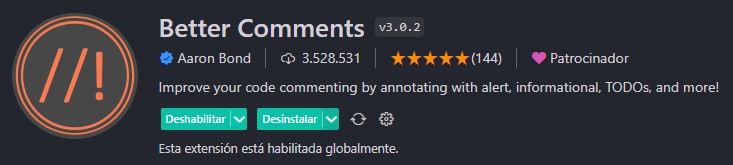 //!
Better Comments v3.0.2
Aaron Bond 3.528.531 (144) Patrocinador
Improve your code commenting by annotating with alert, informational, TODOs, and more!
Deshabilitar Desinstalar
Esta extensión está habilitada globalmente.